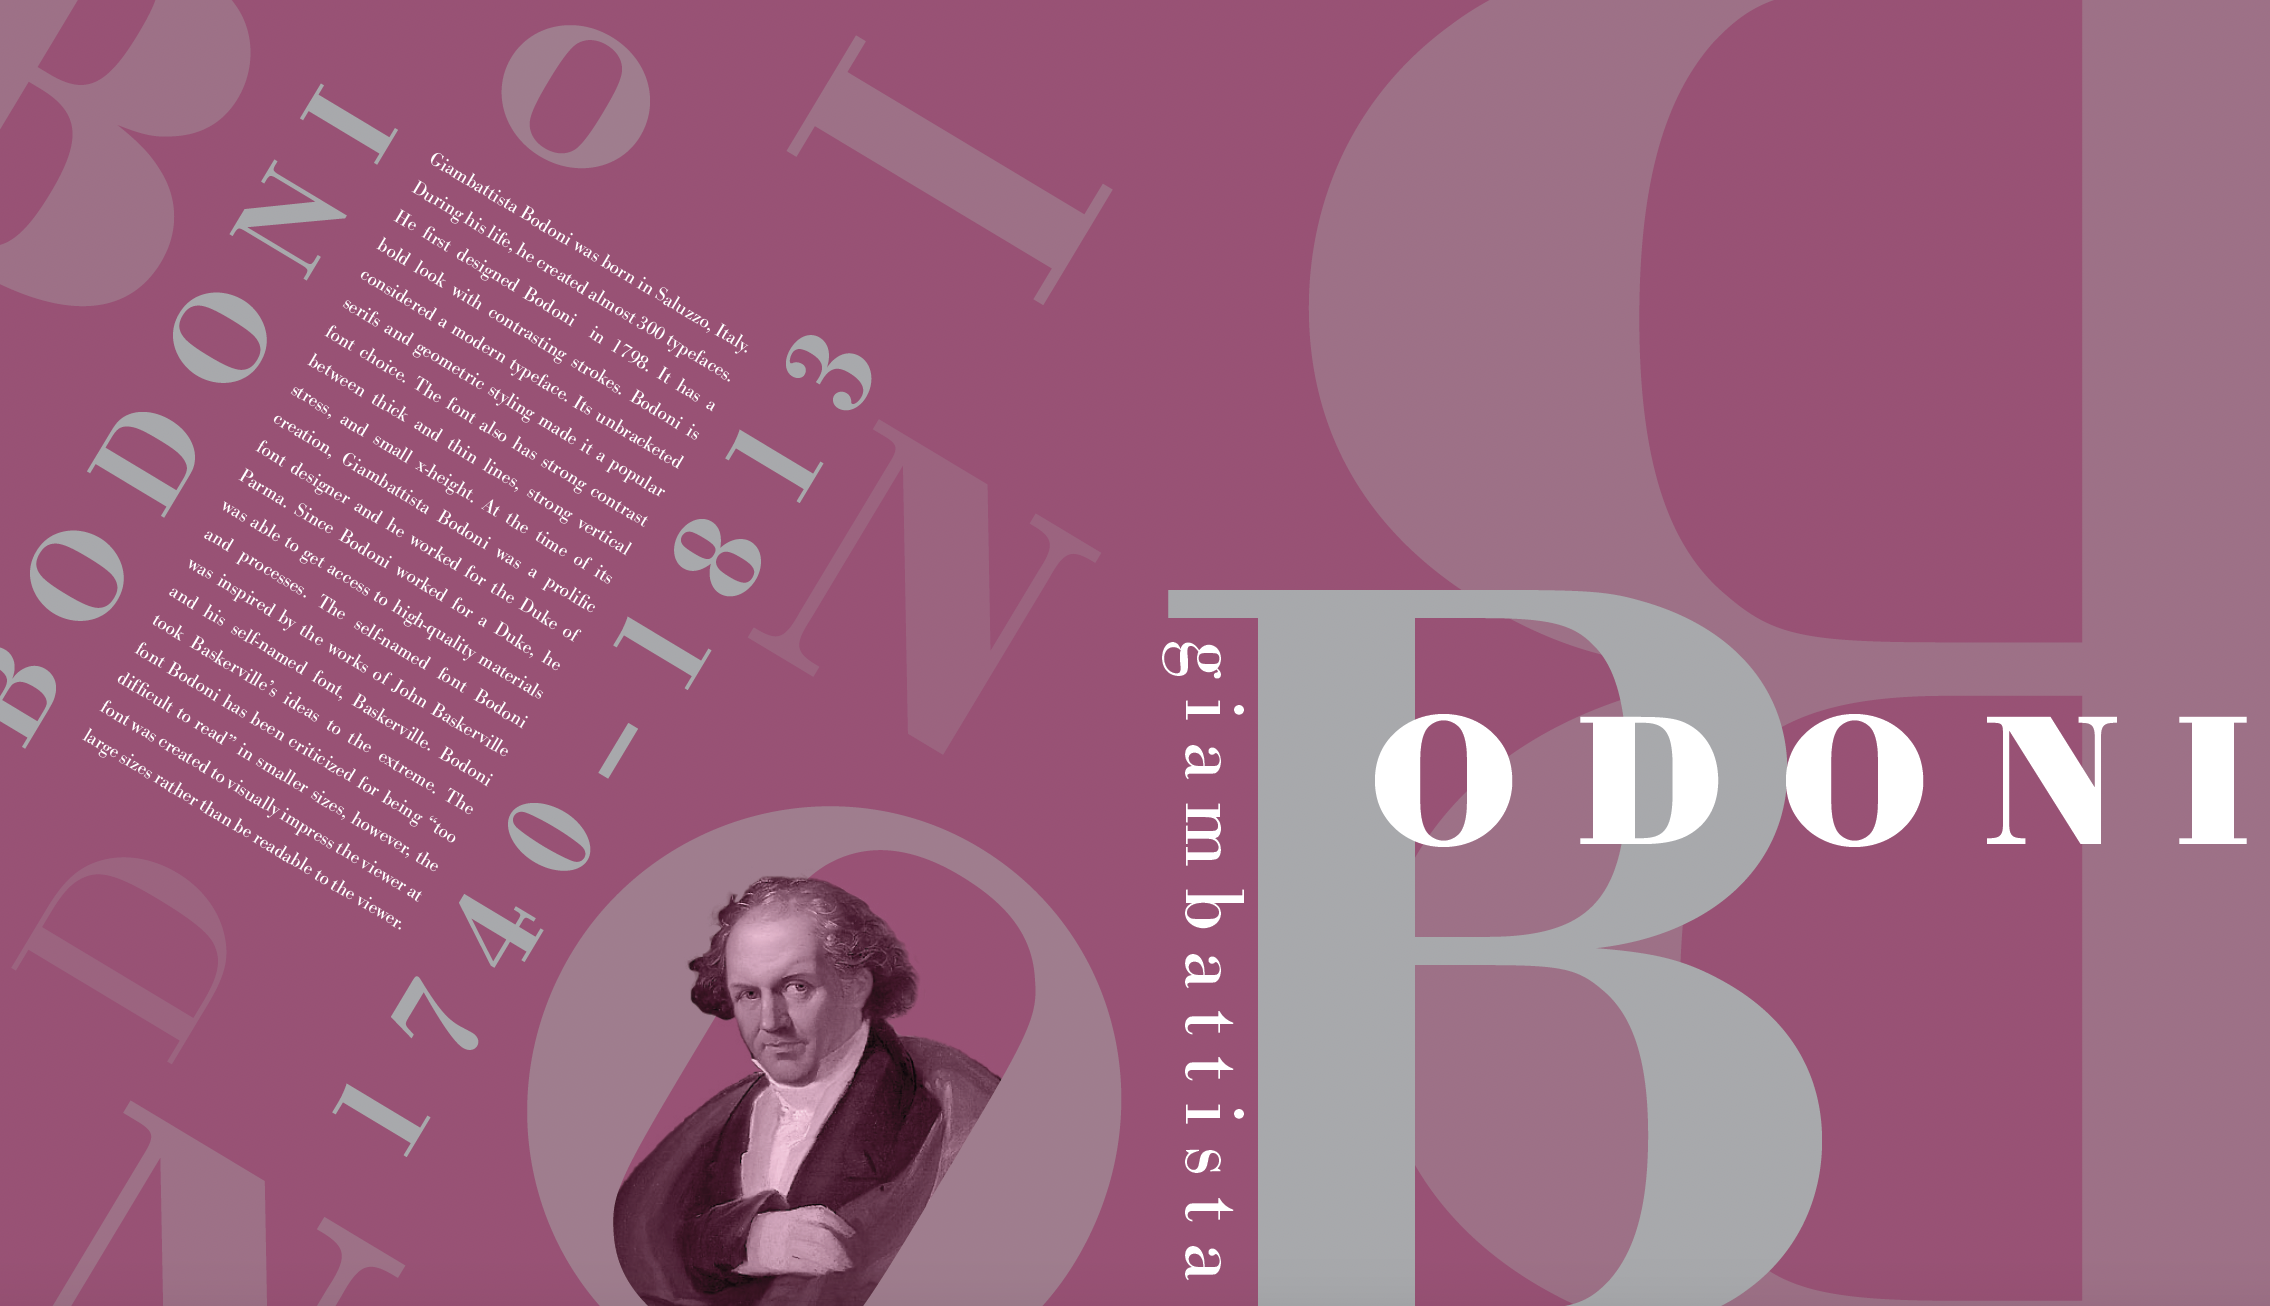 BODONI
Giambattista Bodoni was born in Saluzzo, Italy.
During his life, he created almost 300 typefaces.
He first designed Bodoni in 1798. It has a
bold look with contrasting strokes. Bodoni is
considered a modern typeface. Its unbracketed
serifs and geometric styling made it a popular
font choice. The font also has strong contrast
between thick and thin lines, strong vertical
stress, and small x-height. At the time of its
creation, Giambattista Bodoni was a prolific
font designer and he worked for the Duke of
Parma. Since Bodoni worked for a Duke, he
was able to get access to high-quality materials
and processes. The self-named font Bodoni
was inspired by the works of John Baskerville
and his self-named font, Baskerville. Bodoni
took Baskerville's ideas to the extreme. The
font Bodoni has been criticized for being “too
difficult to read” in smaller sizes, however, the
font was created to visually impress the viewer at
large sizes rather than be readable to the viewer.
1740-1813
B
O
I
N
D
O
N
B
BODONI
giambattista